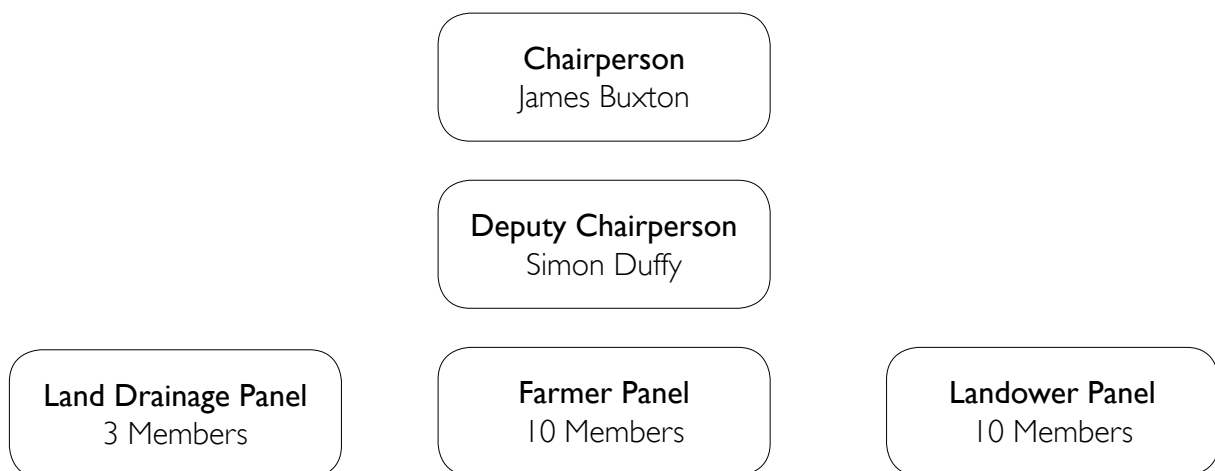 Chairperson
James Buxton
Deputy Chairperson
Simon Duffy
Land Drainage Panel
3 Members
Farmer Panel
10 Members
Landower Panel
10 Members